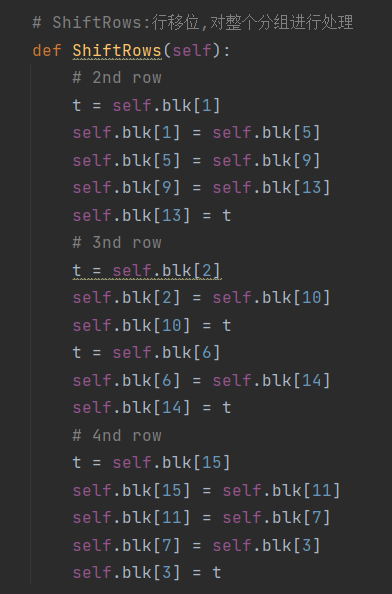 # ShiftRows:行移位,对整个分组进行处理
def ShiftRows(self):
# 2nd row
t = self.blk[1]
self.blk[1] = self.blk[5]
self.blk[5] = self.blk[9]
self.blk[9] = self.blk[13]
self.blk[13] = t
# 3nd row
t = self.blk[2]
self.blk[2] = self.blk[10]
self.blk[10] = t
t = self.blk[6]
self.blk[6] = self.blk[14]
self.blk[14] = t
# 4nd row
t = self.blk[15]
self.blk[15] = self.blk[11]
self.blk[11] = self.blk[7]
self.blk[7] = self.blk[3]
self.blk[3] = t